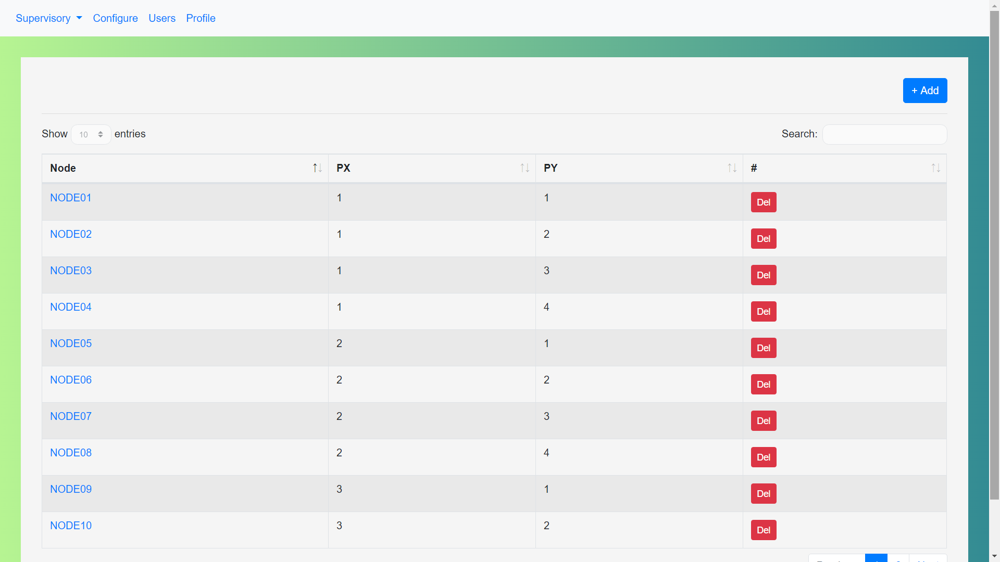 Supervisory Configure Users Profile
+ Add
Show 10 entries Search:
Node PX PY #
NODE01 1 1 Del
NODE02 1 2 Del
NODE03 1 3 Del
NODE04 1 4 Del
NODE05 2 1 Del
NODE06 2 2 Del
NODE07 2 3 Del
NODE08 2 4 Del
NODE09 3 1 Del
NODE10 3 2 Del